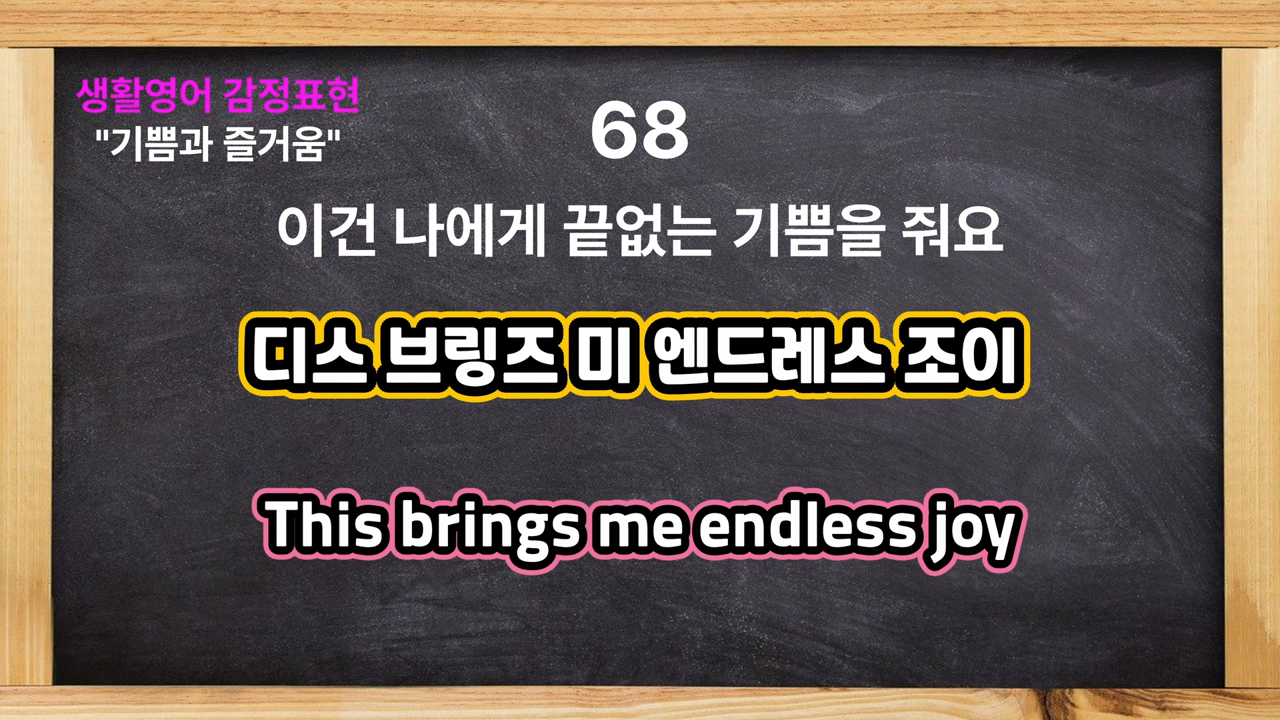 생활영어 감정표현
"기쁨과 즐거움"
68
이건 나에게 끝없는 기쁨을 줘요
디스 브링즈 미 엔드레스 조이
This brings me endless joy